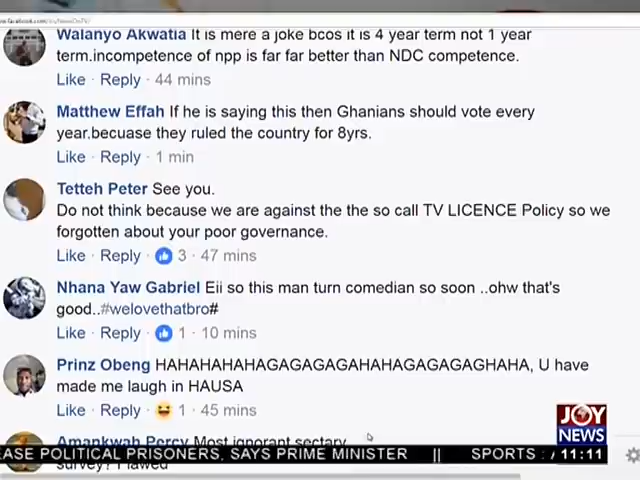 Walanyo Akwatia It is mere a joke bcos it is 4 year term not 1 year
term.incompetence of npp is far far better than NDC competence.
Like · Reply · 44 mins
Matthew Effah If he is saying this then Ghanians should vote every
year.becuase they ruled the country for 8yrs.
Like · Reply · 1 min
Tetteh Peter See you.
Do not think because we are against the the so call TV LICENCE Policy so we
forgotten about your poor governance.
Like · Reply · 3 · 47 mins
Nhana Yaw Gabriel Eii so this man turn comedian so soon ..ohw that's
good..#welovethatbro#
Like · Reply · 1 · 10 mins
Prinz Obeng HAHAHAHAHAGAGAGAGAHAHAGAGAGAGHAHA, U have
made me laugh in HAUSA
Like · Reply · 1 · 45 mins
Amankwah Percy Most ignorant sectary
JOY
NEWS
EASE POLITICAL PRISONERS, SAYS PRIME MINISTER || SPORTS : 11:11